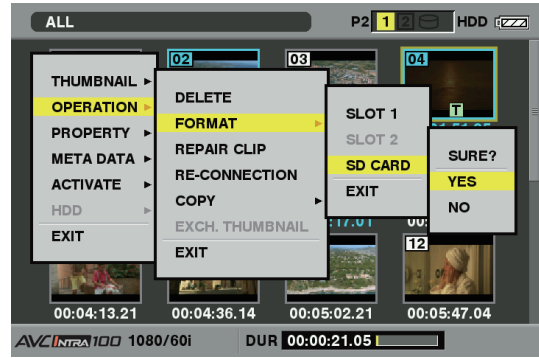 ALL P2 1 2 HDD
02 03 04
T
THUMBNAIL
OPERATION
PROPERTY
META DATA
ACTIVATE
HDD
EXIT
DELETE
FORMAT
REPAIR CLIP
RE-CONNECTION
COPY
EXCH. THUMBNAIL
EXIT
SLOT 1
SLOT 2
SD CARD
EXIT
SURE?
YES
NO
12
00:04:13.21 00:04:36.14 00:05:02.21 00:05:47.04
AVC INTRA 100 1080/60i DUR 00:00:21.05